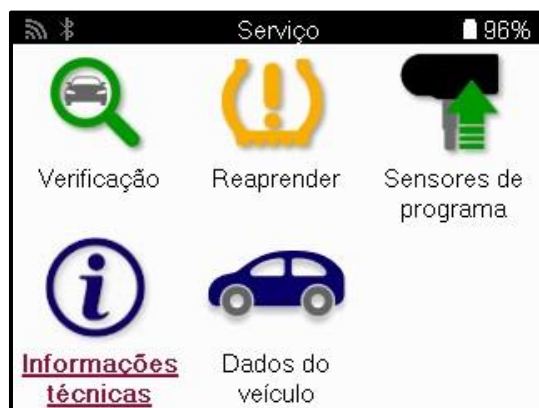 Serviço 96%
Verificação Reaprender Sensores de
programa
Informações Dados do
técnicas veículo